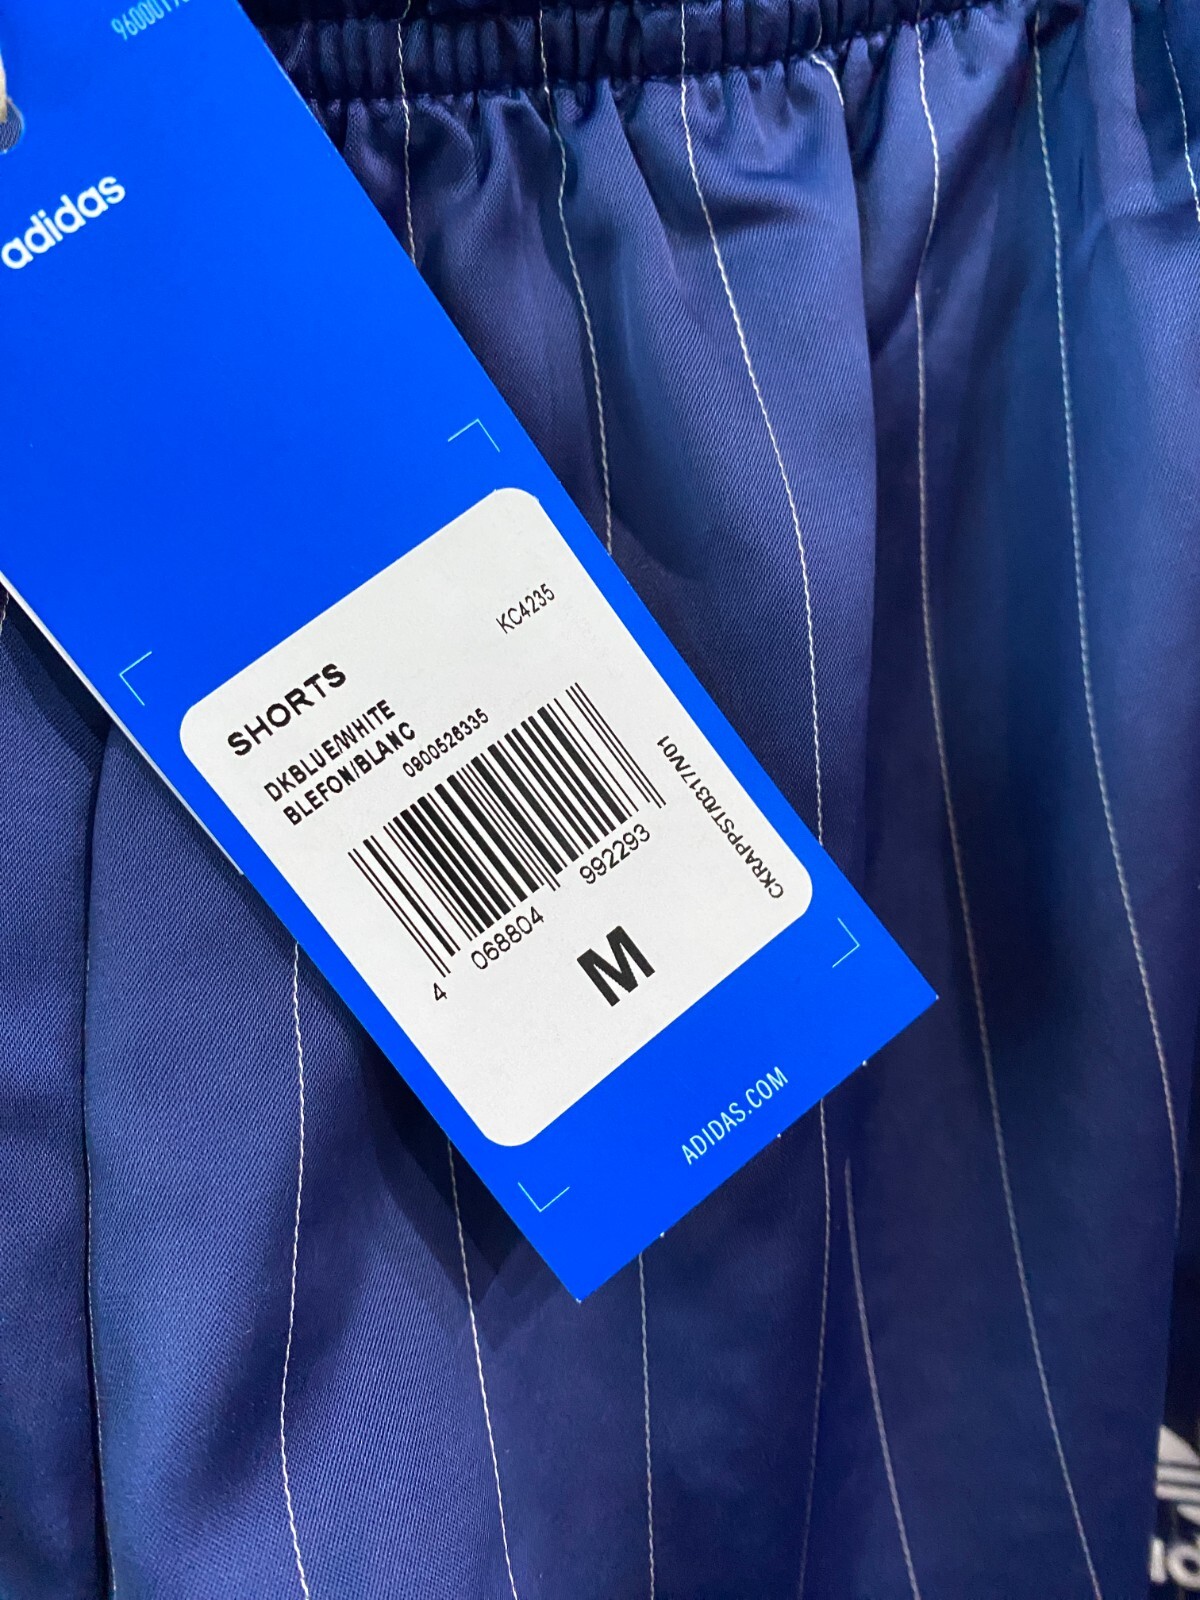 adidas
KC4235
SHORTS
DKBLUE/WHITE
BLEFON/BLANC
0900526335
4 068804 992293
CKRAPPST/0317/V01
M
ADIDAS.COM